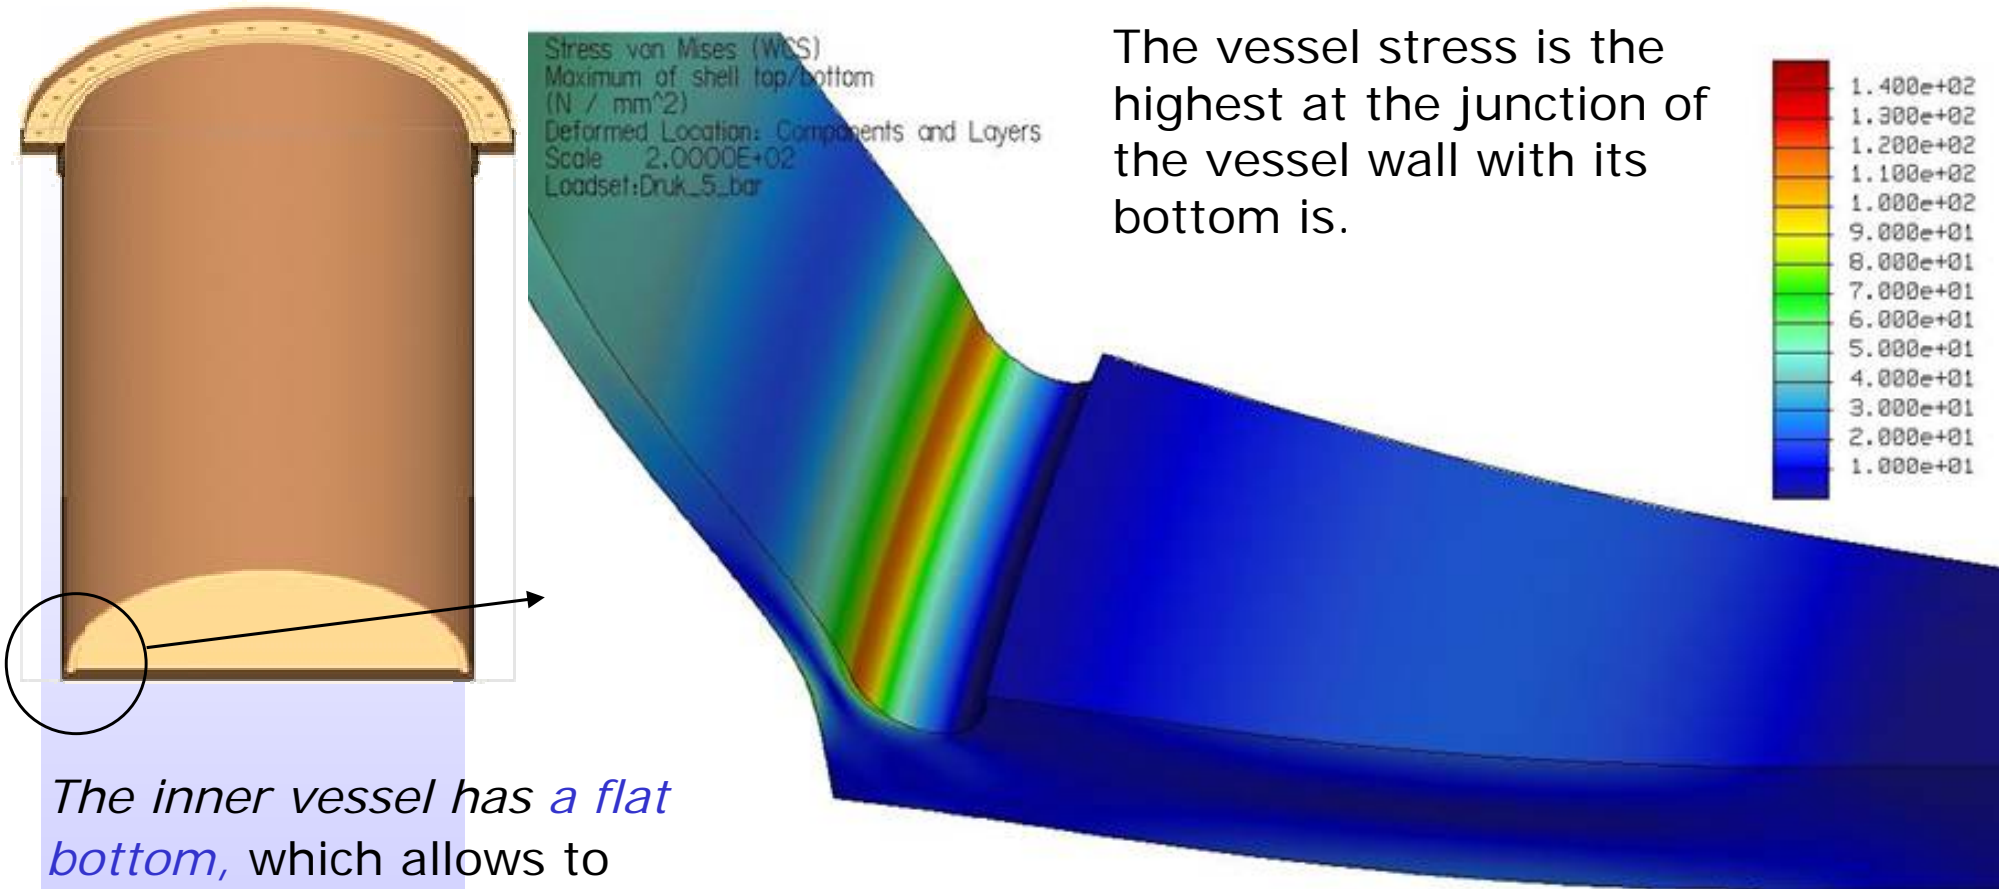 Stress von Mises (WCS)
Maximum of shell top/bottom
(N / mm^2)
Deformed Location: Components and Layers
Scale 2.0000E+02
Loadset:Druk_5_bar
The vessel stress is the
highest at the junction of
the vessel wall with its
bottom is.
1.400e+02
1.300e+02
1.200e+02
1.100e+02
1.000e+02
9.000e+01
8.000e+01
7.000e+01
6.000e+01
5.000e+01
4.000e+01
3.000e+01
2.000e+01
1.000e+01
The inner vessel has a flat
bottom, which allows to